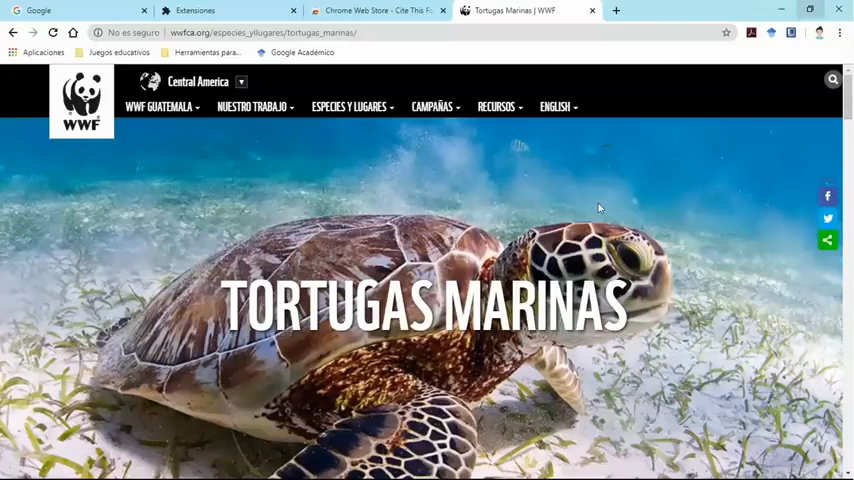 Google
Extensiones
Chrome Web Store - Cite This Fo
Tortugas Marinas | WWF
No es seguro
wwfca.org/especies_yllugares/tortugas_marinas/
Aplicaciones
Juegos educativos
Herramientas para...
Google Académico
WWF
Central America
WWF GUATEMALA
NUESTRO TRABAJO
ESPECIES Y LUGARES
CAMPAÑAS
RECURSOS
ENGLISH
TORTUGAS MARINAS